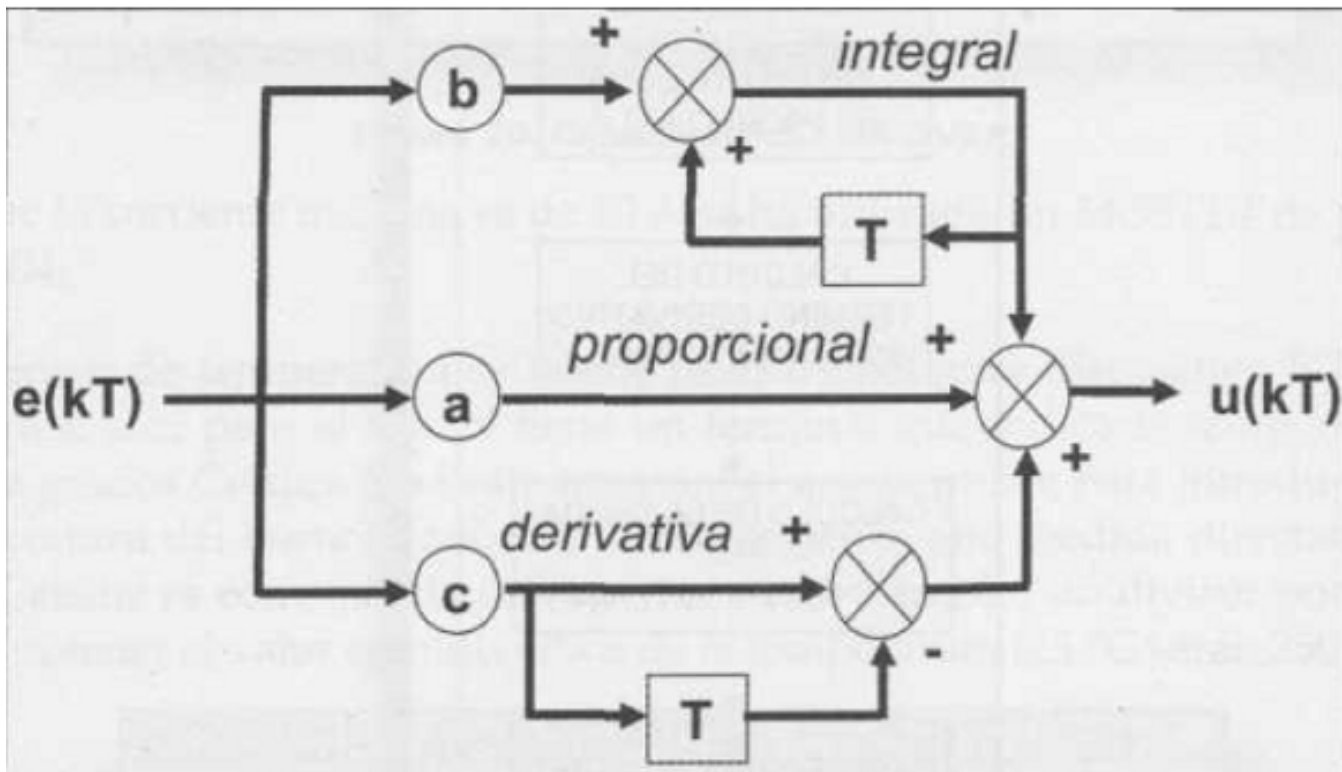 + integral
b
+
T
proporcional +
e(kT) a u(kT)
+
derivativa +
c
-
T